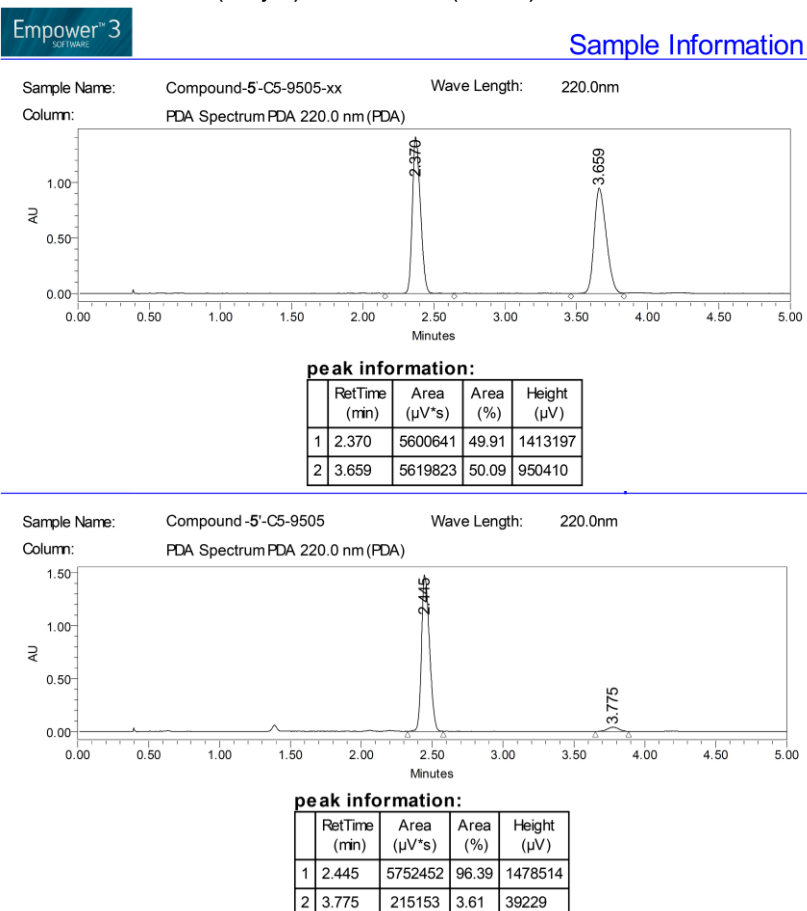 Empower™ 3
SOFTWARE
Sample Information
Sample Name: Compound-5'-C5-9505-xx Wave Length: 220.0nm
Column: PDA Spectrum PDA 220.0 nm (PDA)
2.370
3.659
1.00
AU
0.50
0.00
0.00 0.50 1.00 1.50 2.00 2.50 3.00 3.50 4.00 4.50 5.00
Minutes
peak information:
RetTime Area Area Height
(min) (µV*s) (%) (µV)
1 2.370 5600641 49.91 1413197
2 3.659 5619823 50.09 950410
Sample Name: Compound -5'-C5-9505 Wave Length: 220.0nm
Column: PDA Spectrum PDA 220.0 nm (PDA)
1.50
2.445
1.00
AU
0.50
3.775
0.00
0.00 0.50 1.00 1.50 2.00 2.50 3.00 3.50 4.00 4.50 5.00
Minutes
peak information:
RetTime Area Area Height
(min) (µV*s) (%) (µV)
1 2.445 5752452 96.39 1478514
2 3.775 215153 3.61 39229